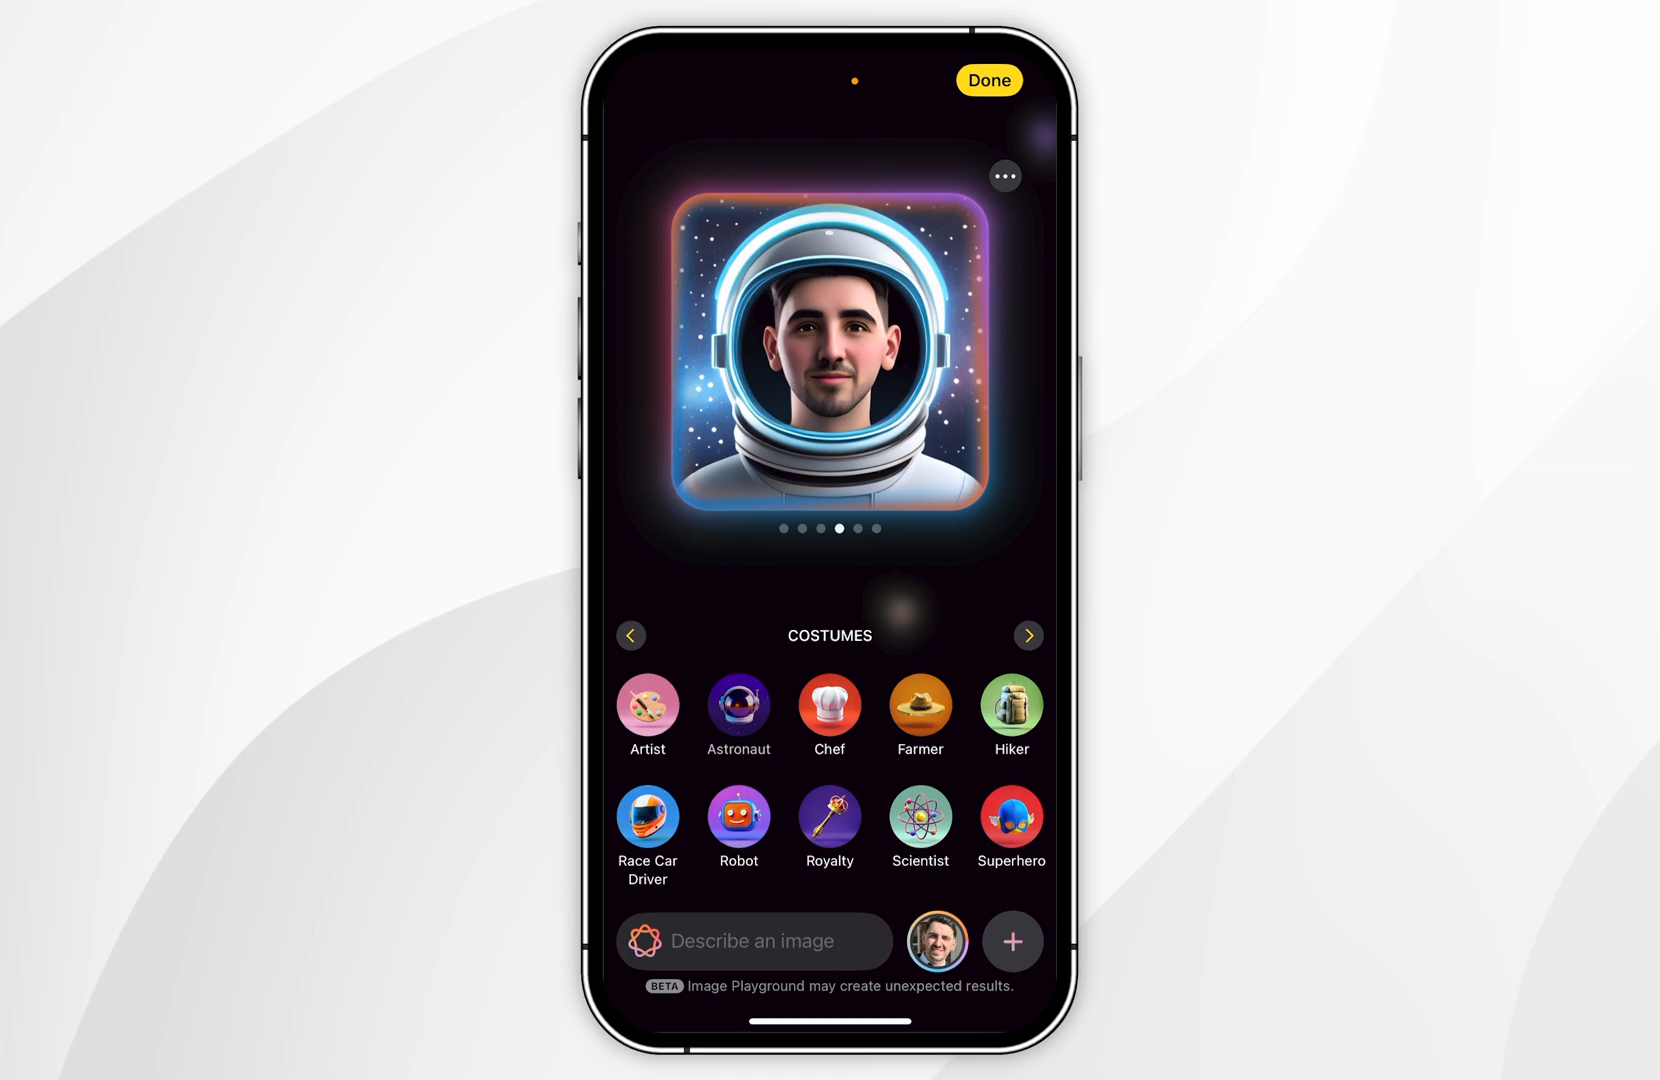 Done
COSTUMES
Artist
Astronaut
Chef
Farmer
Hiker
Race Car
Driver
Robot
Royalty
Scientist
Superhero
Describe an image
BETA Image Playground may create unexpected results.